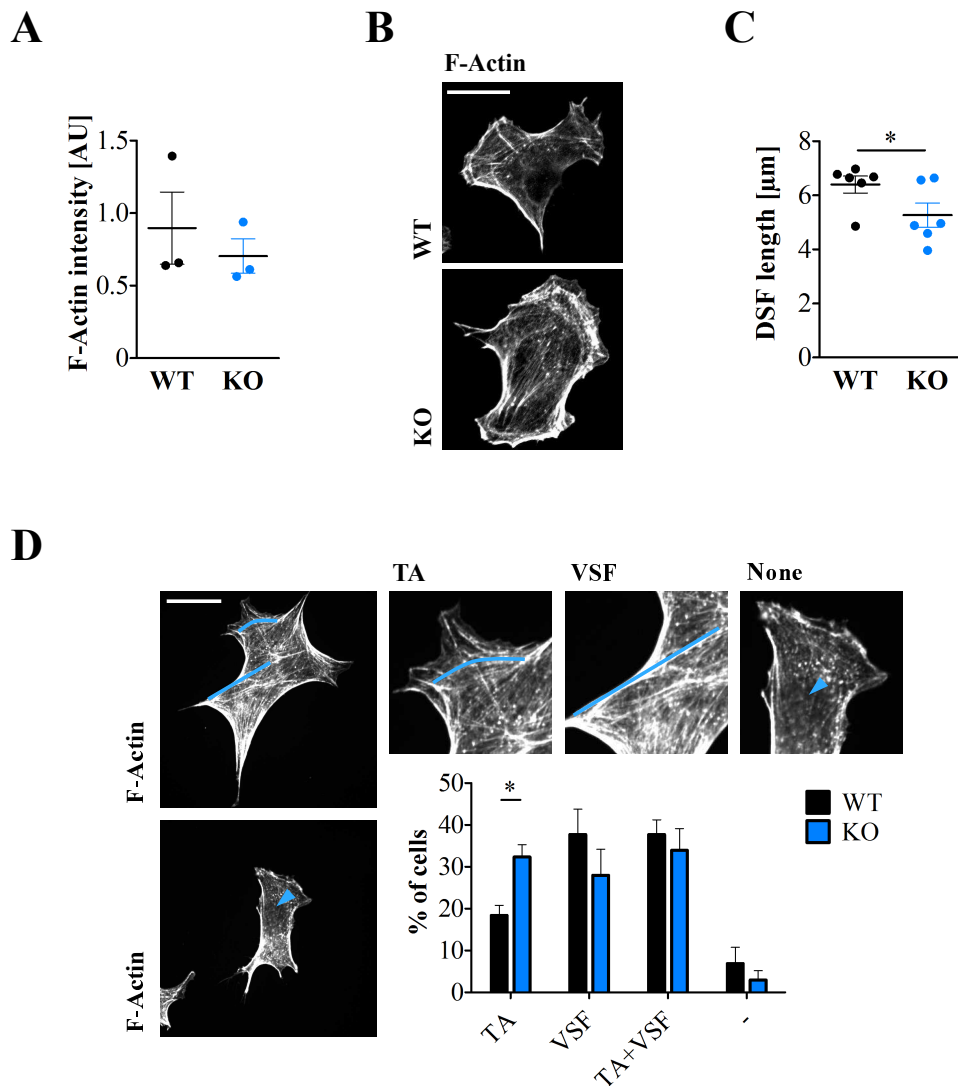 A
F-Actin intensity [AU]
1.5
1.0
0.5
0
WT
KO
B
F-Actin
WT
KO
C
DSF length [µm]
8
6
4
2
0
*
WT
KO
D
TA
VSF
None
F-Actin
F-Actin
% of cells
50
40
30
20
10
0
*
TA
VSF
TA+VSF
-
WT
KO